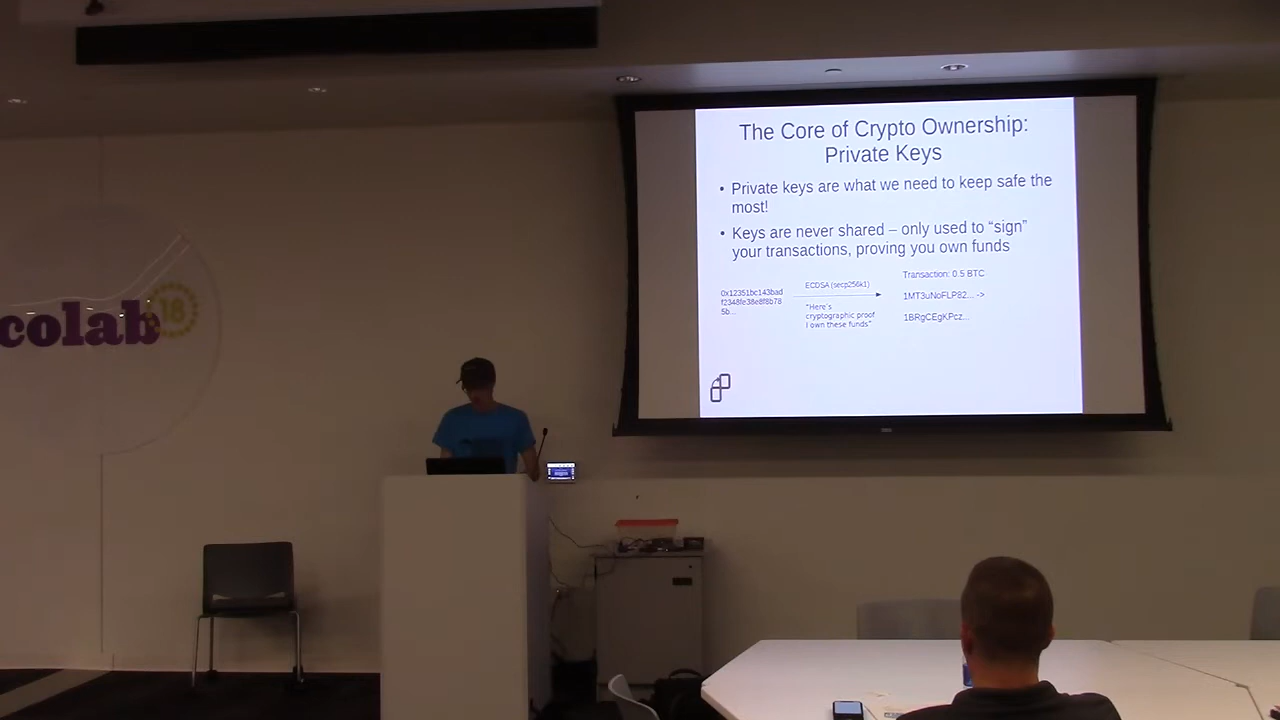 The Core of Crypto Ownership:
Private Keys
• Private keys are what we need to keep safe the
most!
• Keys are never shared – only used to “sign”
your transactions, proving you own funds
Transaction: 0.5 BTC
0x12351bc143bad
f2348fe38e8f8b78
5b...
ECDSA (secp256k1)
"Here's
cryptographic proof
I own these funds"
1MT3uNoFLP82... ->
1BRgCEgKPcz...
colab
18